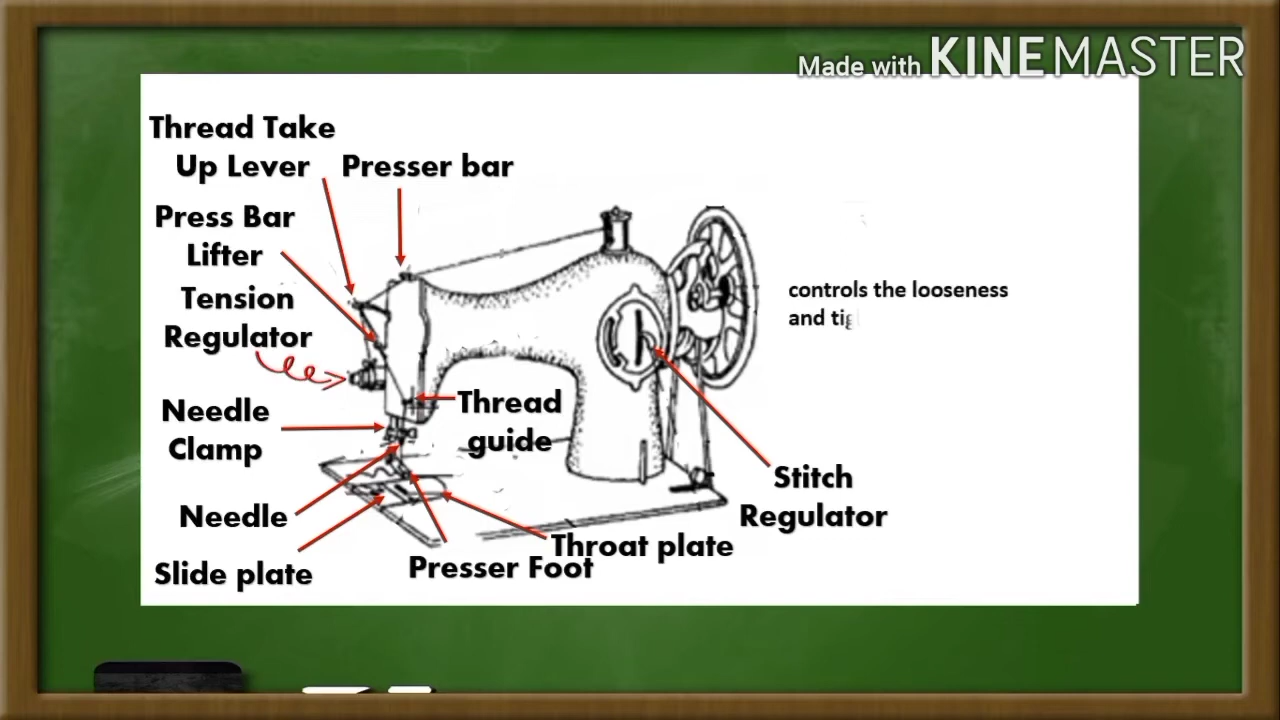 Made with KINEMASTER
Thread Take
Up Lever
Presser bar
Press Bar
Lifter
Tension
Regulator
controls the looseness
and
Needle
Clamp
Thread
guide
Stitch
Regulator
Needle
Throat plate
Slide plate
Presser Foot